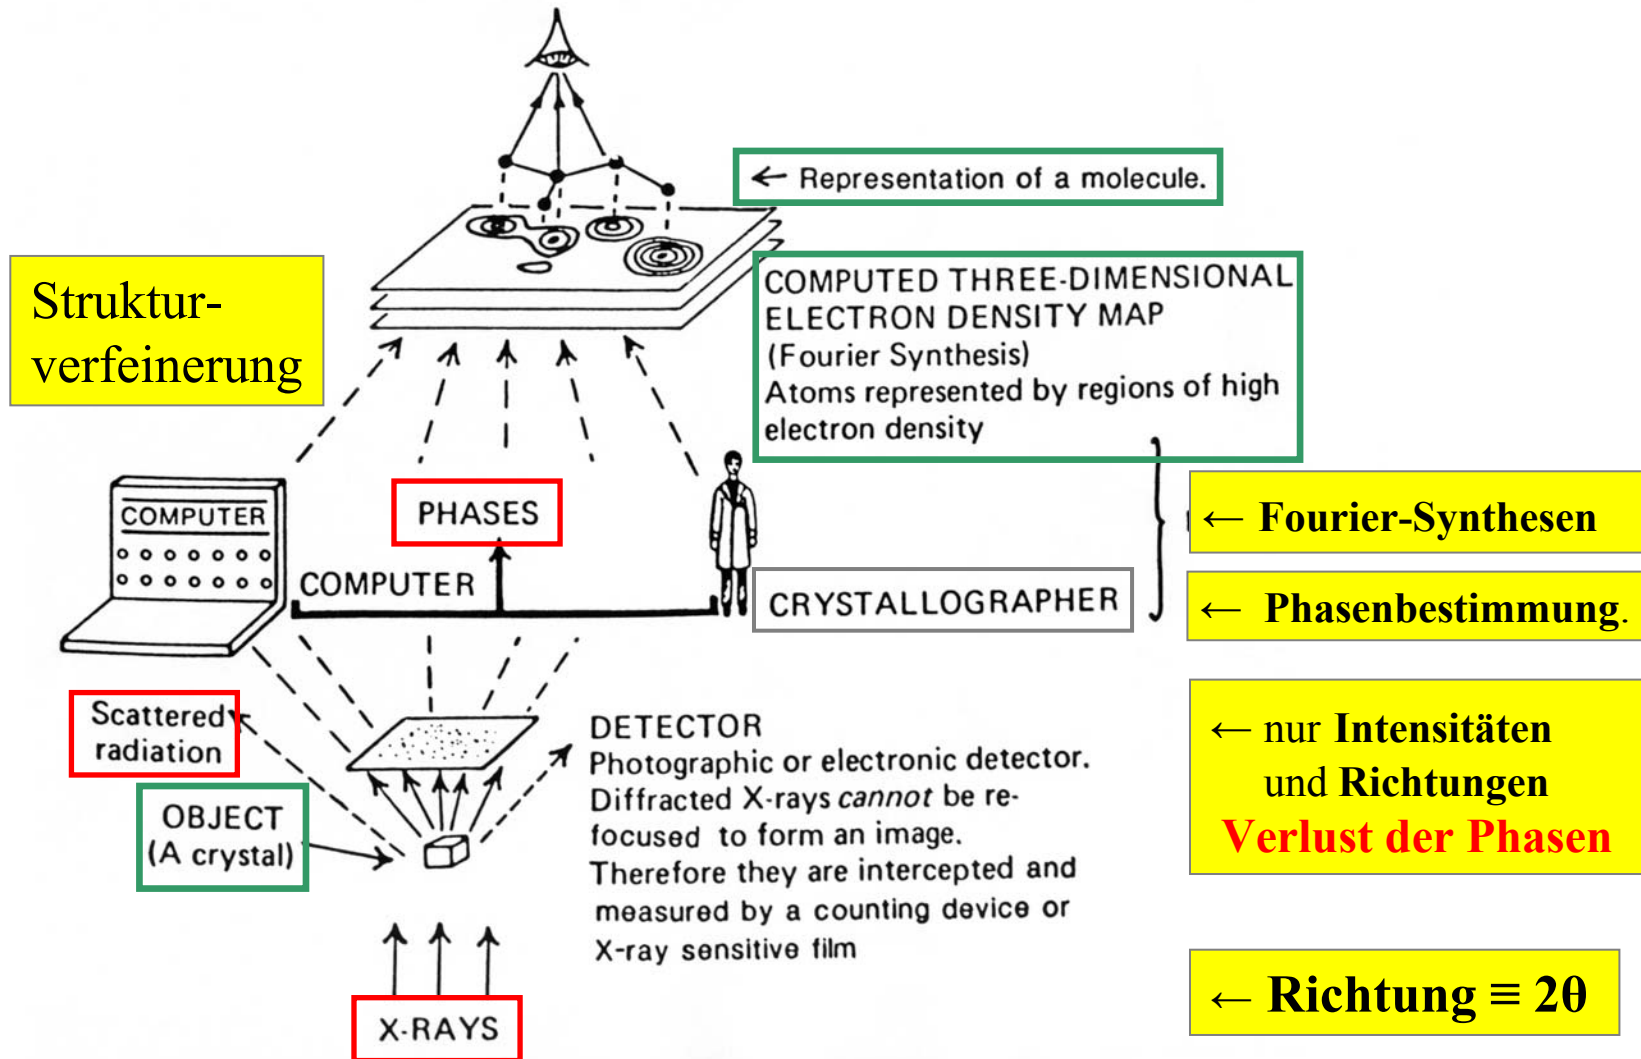 ← Representation of a molecule.
Struktur-
verfeinerung
COMPUTED THREE-DIMENSIONAL
ELECTRON DENSITY MAP
(Fourier Synthesis)
Atoms represented by regions of high
electron density
COMPUTER
PHASES
COMPUTER
CRYSTALLOGRAPHER
← Fourier-Synthesen
← Phasenbestimmung.
Scattered
radiation
OBJECT
(A crystal)
DETECTOR
Photographic or electronic detector.
Diffracted X-rays cannot be re-
focused to form an image.
Therefore they are intercepted and
measured by a counting device or
X-ray sensitive film
← nur Intensitäten
und Richtungen
Verlust der Phasen
X-RAYS
← Richtung ≡ 2θ